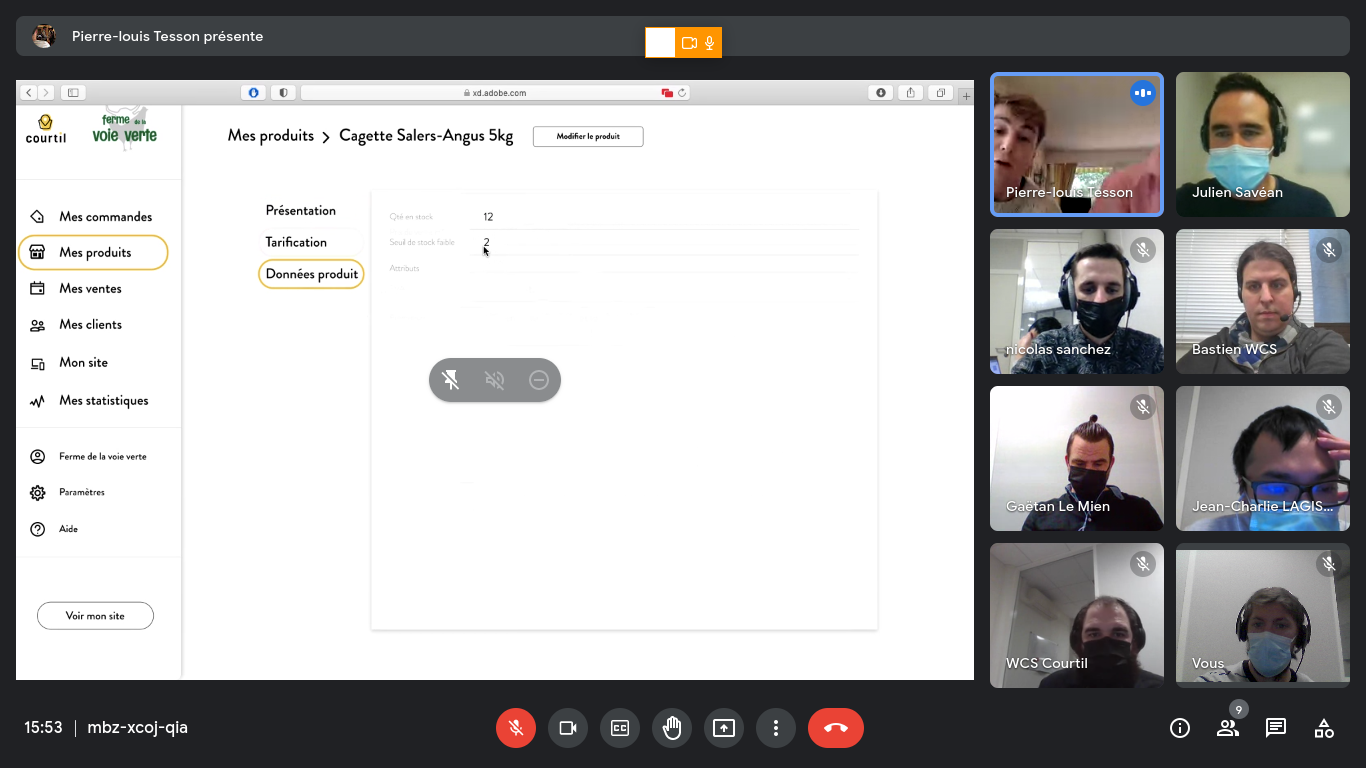 Pierre-louis Tesson présente
xd.adobe.com
courtil
ferme de la
voie verte
Mes produits > Cagette Salers-Angus 5kg
Modifier le produit
Mes commandes
Mes produits
Mes ventes
Mes clients
Mon site
Mes statistiques
Ferme de la voie verte
Paramètres
Aide
Voir mon site
Présentation
Tarification
Données produit
Qté en stock 12
Seuil de stock faible 2
Attributs
Pierre-louis Tesson
Julien Savéan
nicolas sanchez
Bastien WCS
Gaëtan Le Mien
Jean-Charlie LAGIS...
WCS Courtil
Vous
15:53 | mbz-xcoj-qia
9